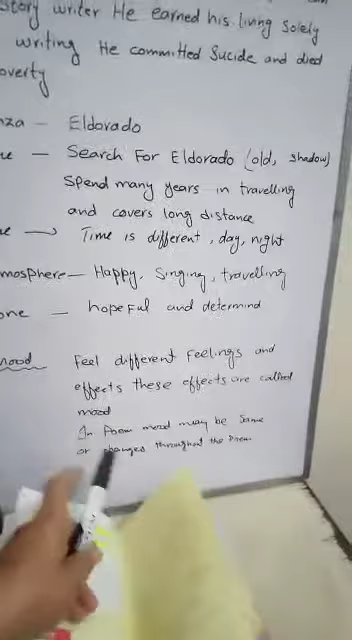 story writer He earned his living solely
writing He committed Sucide and died
overty
nza - Eldorado
e - Search For Eldorado (old, shadow)
Spend many years in travelling
and covers long distance
e → Time is different, day, night
mosphere - Happy, Singing, travelling
one - hopeful and determind
mood Feel different Feelings and
effects these effects are called
mood
In Poem mood may be Same
or changes throughout the Poem